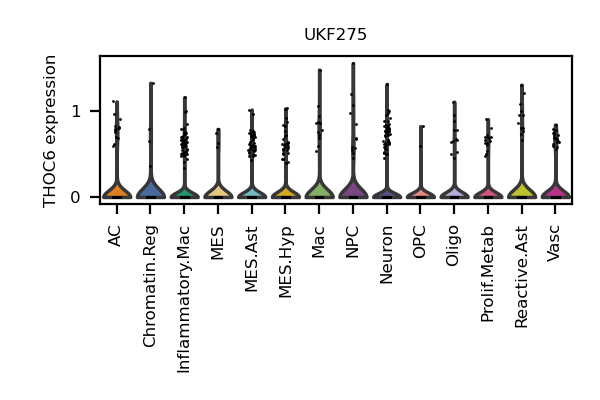 UKF275
THOC6 expression
1
0
AC
Chromatin.Reg
Inflammatory.Mac
MES
MES.Ast
MES.Hyp
Mac
NPC
Neuron
OPC
Oligo
Prolif.Metab
Reactive.Ast
Vasc